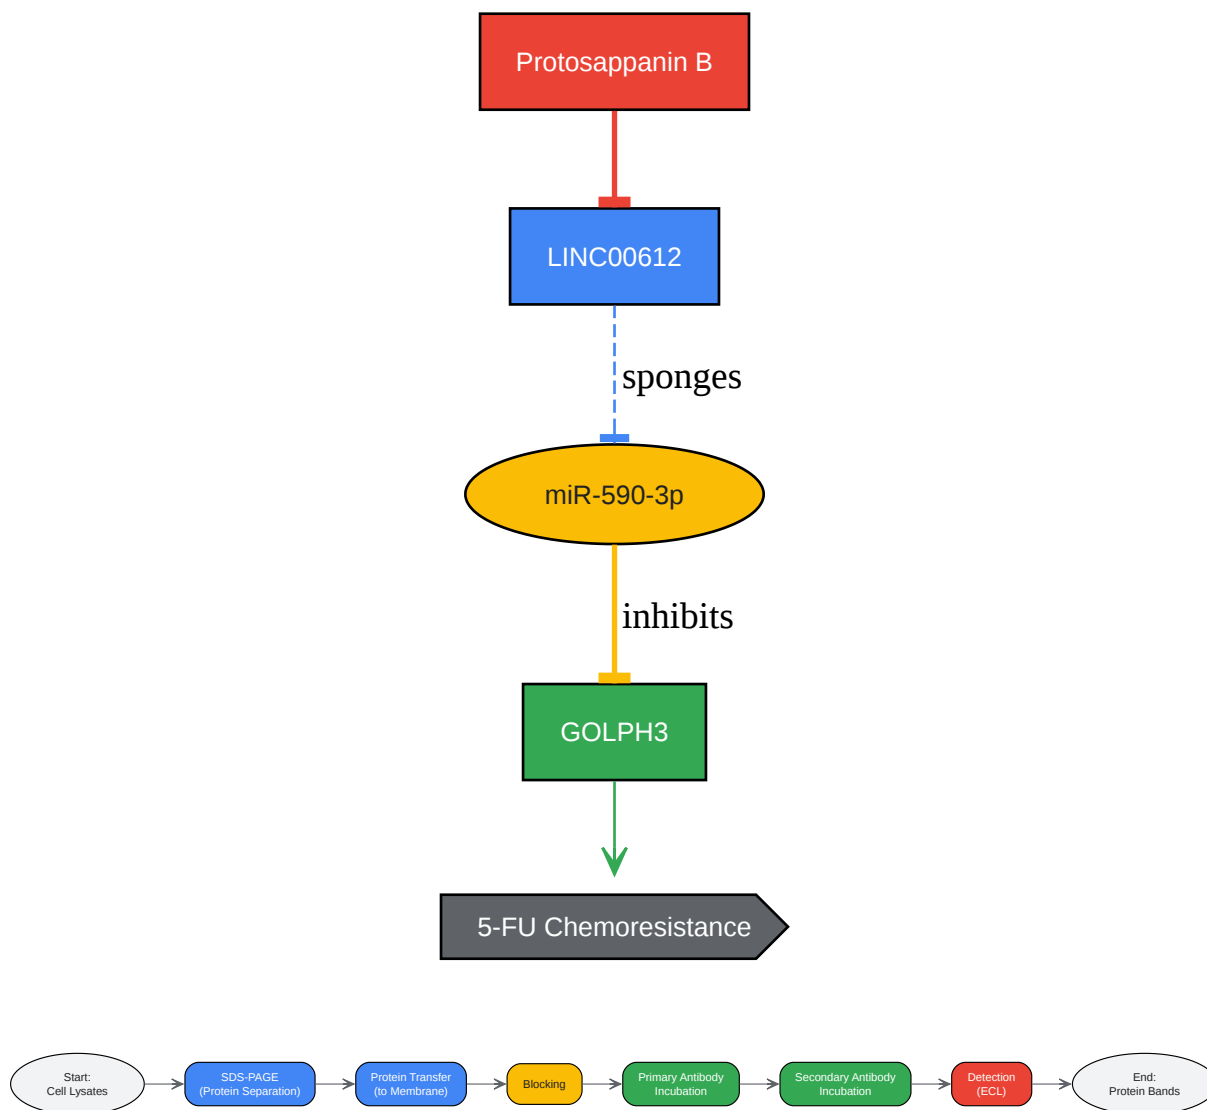 Protosappanin B
LINC00612
sponges
miR-590-3p
inhibits
GOLPH3
5-FU Chemoresistance
Start:
Cell Lysates
SDS-PAGE
(Protein Separation)
Protein Transfer
(to Membrane)
Blocking
Primary Antibody
Incubation
Secondary Antibody
Incubation
Detection
(ECL)
End:
Protein Bands